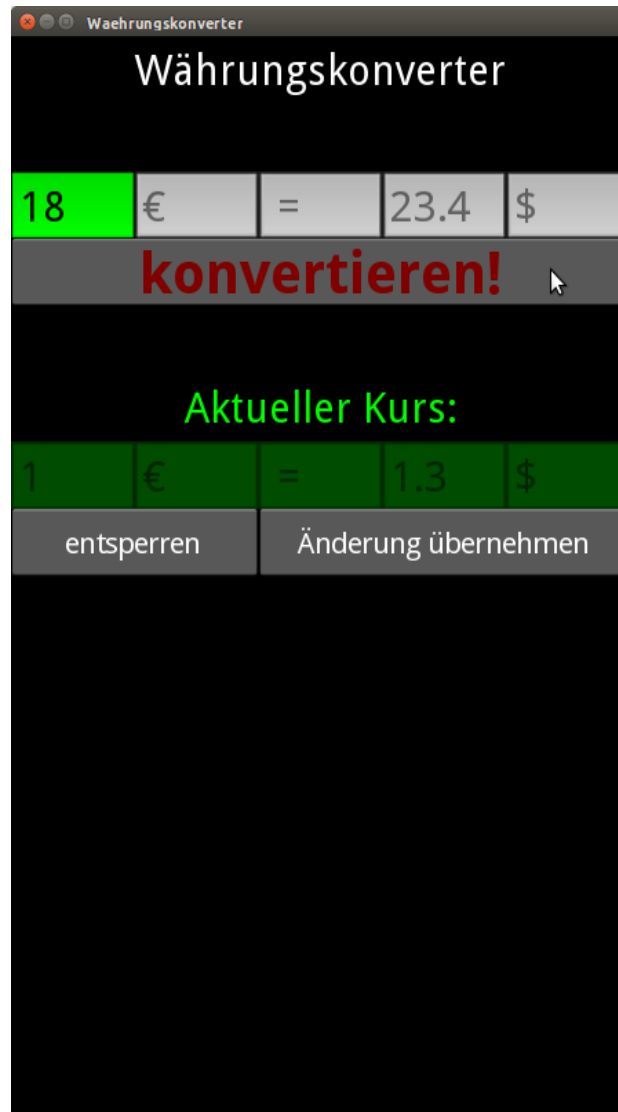 Waehrungskonverter
Währungskonverter
18 € = 23.4 $
konvertieren!
Aktueller Kurs:
1 € = 1.3 $
entsperren Änderung übernehmen